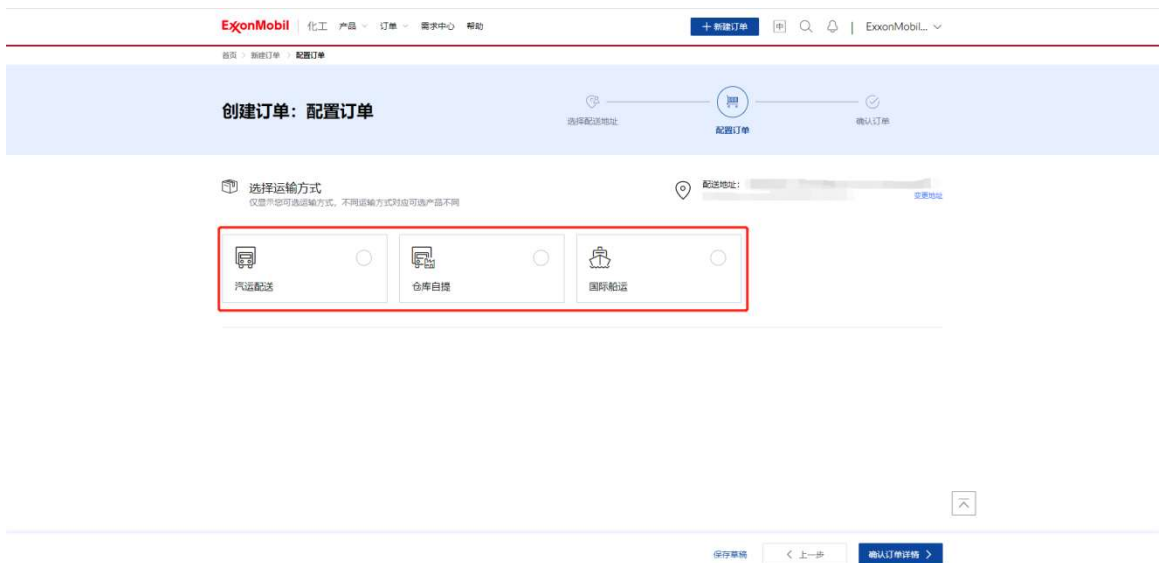 ExxonMobil 化工 产品 订单 需求中心 帮助 +新建订单 中 ExxonMobil...
首页 > 新建订单 > 配置订单
创建订单：配置订单
选择配送地址
配置订单
确认订单
选择运输方式
仅显示您可选运输方式，不同运输方式对应可选产品不同
配送地址：
变更地址
汽运配送
仓库自提
国际船运
保存草稿
上一步
确认订单详情